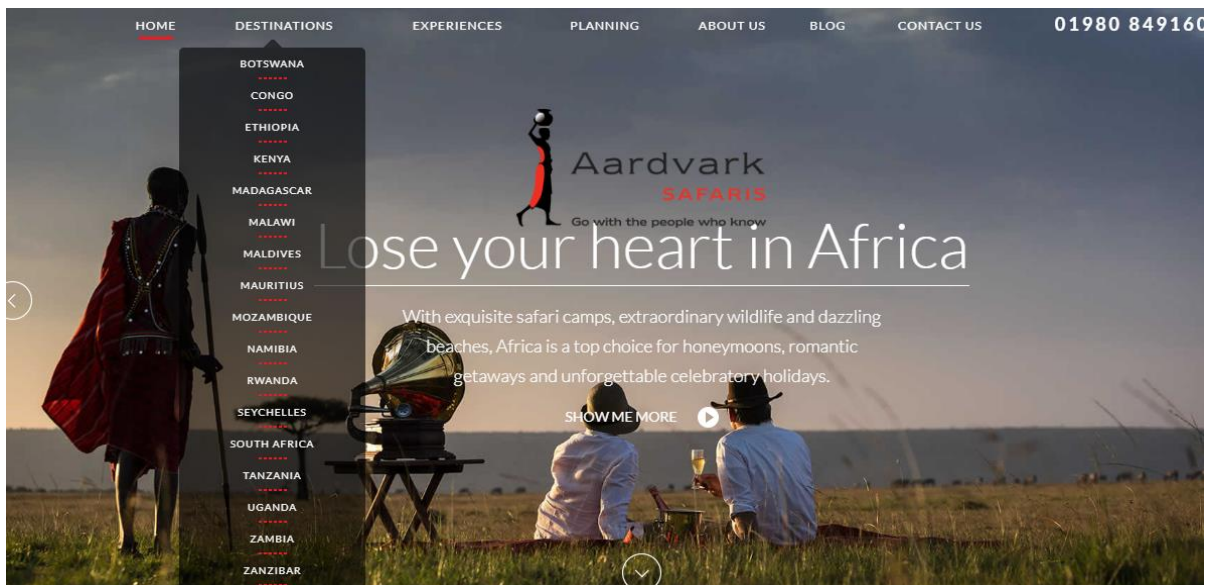 HOME DESTINATIONS EXPERIENCES PLANNING ABOUT US BLOG CONTACT US 01980 849160
BOTSWANA
CONGO
ETHIOPIA
KENYA
MADAGASCAR
MALAWI
MALDIVES
MAURITIUS
MOZAMBIQUE
NAMIBIA
RWANDA
SEYCHELLES
SOUTH AFRICA
TANZANIA
UGANDA
ZAMBIA
ZANZIBAR
Aardvark
SAFARIS
Go with the people who know
Lose your heart in Africa
With exquisite safari camps, extraordinary wildlife and dazzling
beaches, Africa is a top choice for honeymoons, romantic
getaways and unforgettable celebratory holidays.
SHOW ME MORE